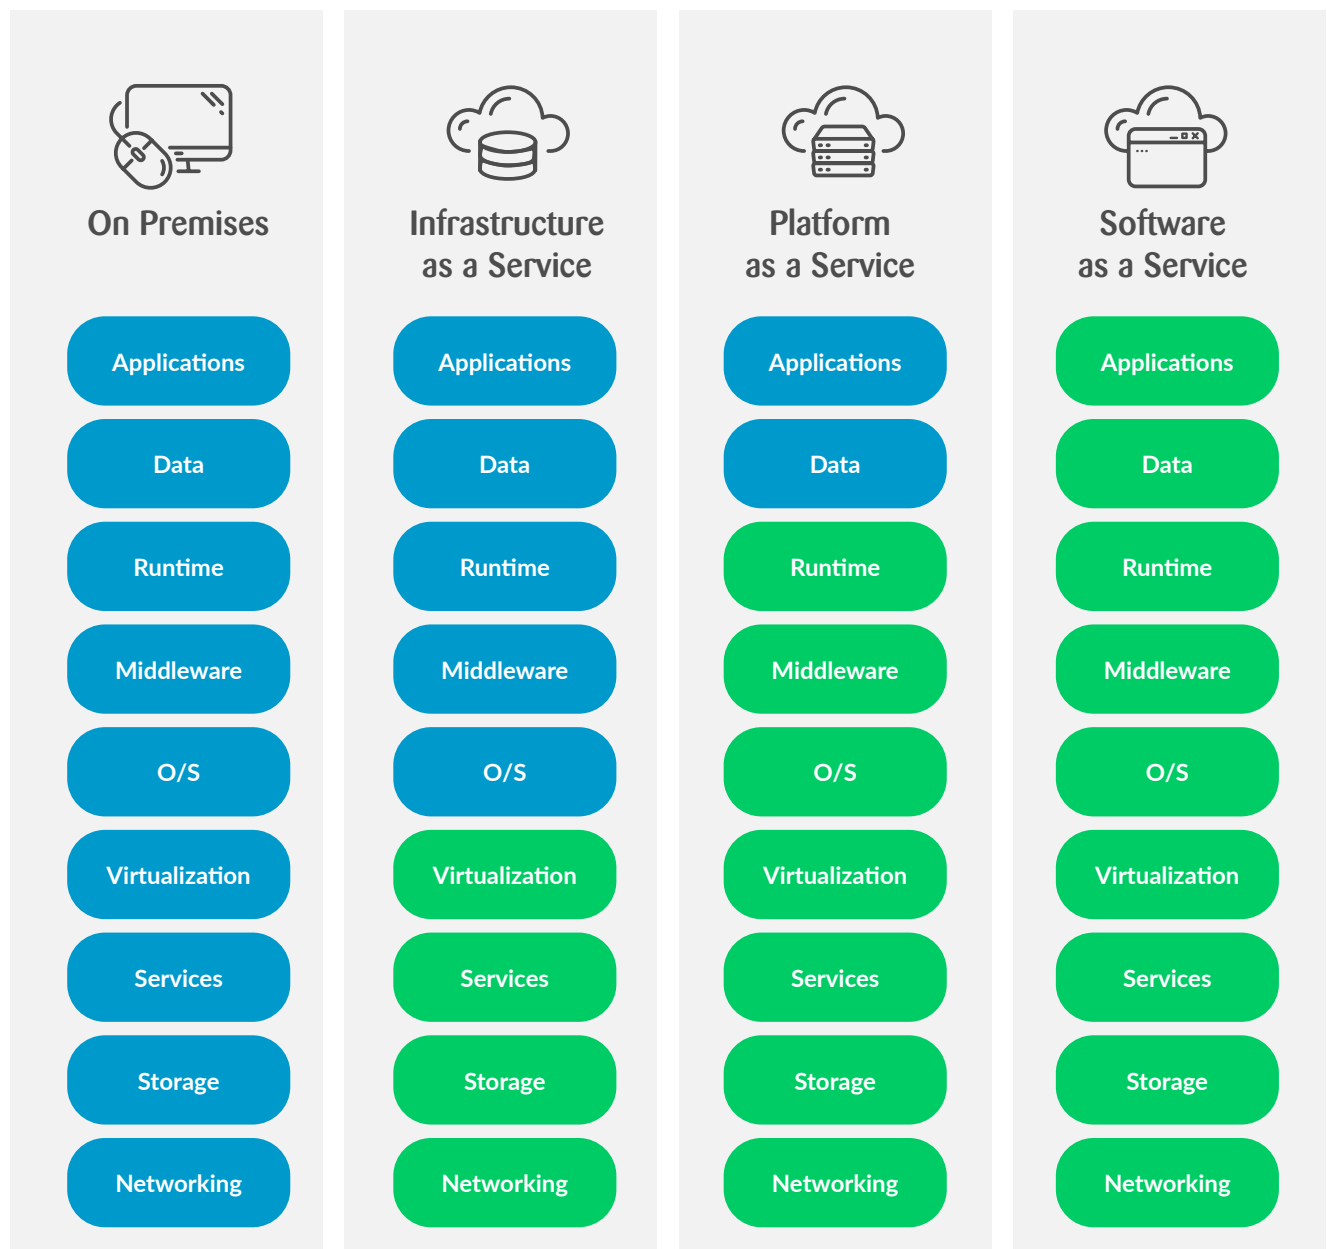 On Premises
Infrastructure
as a Service
Platform
as a Service
Software
as a Service
Applications
Applications
Applications
Applications
Data
Data
Data
Data
Runtime
Runtime
Runtime
Runtime
Middleware
Middleware
Middleware
Middleware
O/S
O/S
O/S
O/S
Virtualization
Virtualization
Virtualization
Virtualization
Services
Services
Services
Services
Storage
Storage
Storage
Storage
Networking
Networking
Networking
Networking